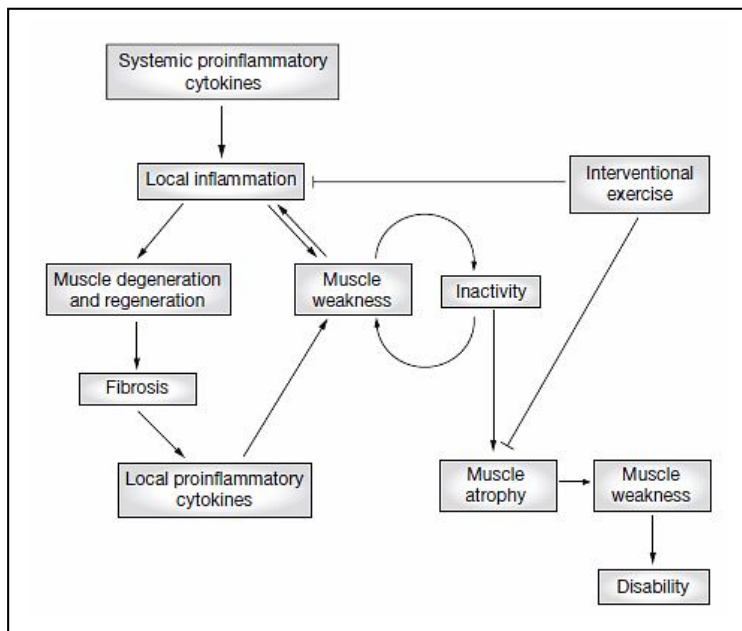 Systemic proinflammatory
cytokines
Local inflammation
Interventional
exercise
Muscle degeneration
and regeneration
Muscle
weakness
Inactivity
Fibrosis
Local proinflammatory
cytokines
Muscle
atrophy
Muscle
weakness
Disability